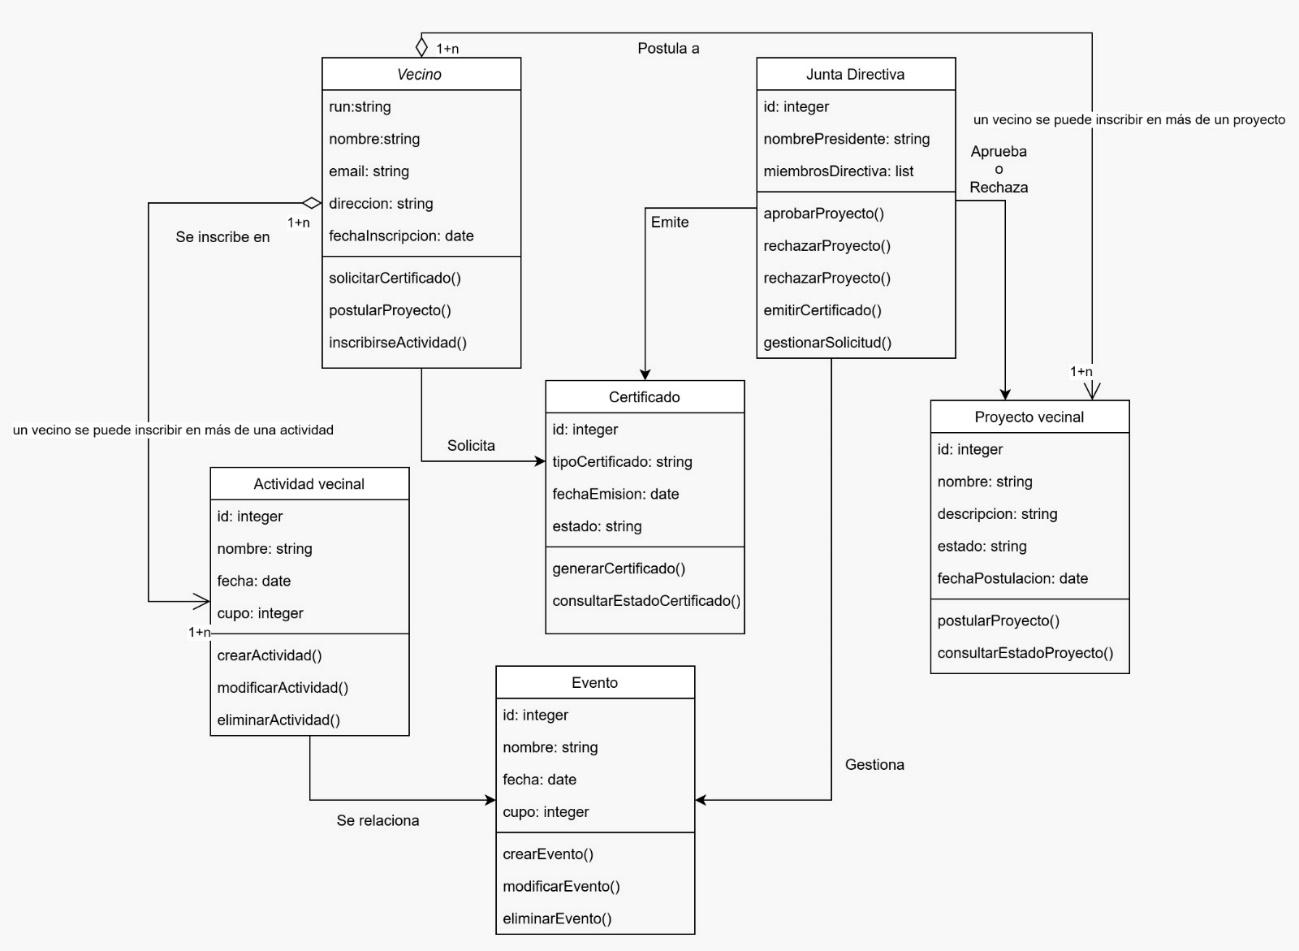 1+n
Postula a
Vecino
run:string
nombre:string
email: string
direccion: string
fechaInscripcion: date
solicitarCertificado()
postularProyecto()
inscribirseActividad()
Junta Directiva
id: integer
nombrePresidente: string
miembrosDirectiva: list
aprobarProyecto()
rechazarProyecto()
rechazarProyecto()
emitirCertificado()
gestionarSolicitud()
un vecino se puede inscribir en más de un proyecto
Aprueba
o
Rechaza
1+n
Se inscribe en
Emite
1+n
un vecino se puede inscribir en más de una actividad
Solicita
Certificado
id: integer
tipoCertificado: string
fechaEmision: date
estado: string
generarCertificado()
consultarEstadoCertificado()
Proyecto vecinal
id: integer
nombre: string
descripcion: string
estado: string
fechaPostulacion: date
postularProyecto()
consultarEstadoProyecto()
Actividad vecinal
id: integer
nombre: string
fecha: date
cupo: integer
1+n
crearActividad()
modificarActividad()
eliminarActividad()
Evento
id: integer
nombre: string
fecha: date
cupo: integer
crearEvento()
modificarEvento()
eliminarEvento()
Gestiona
Se relaciona